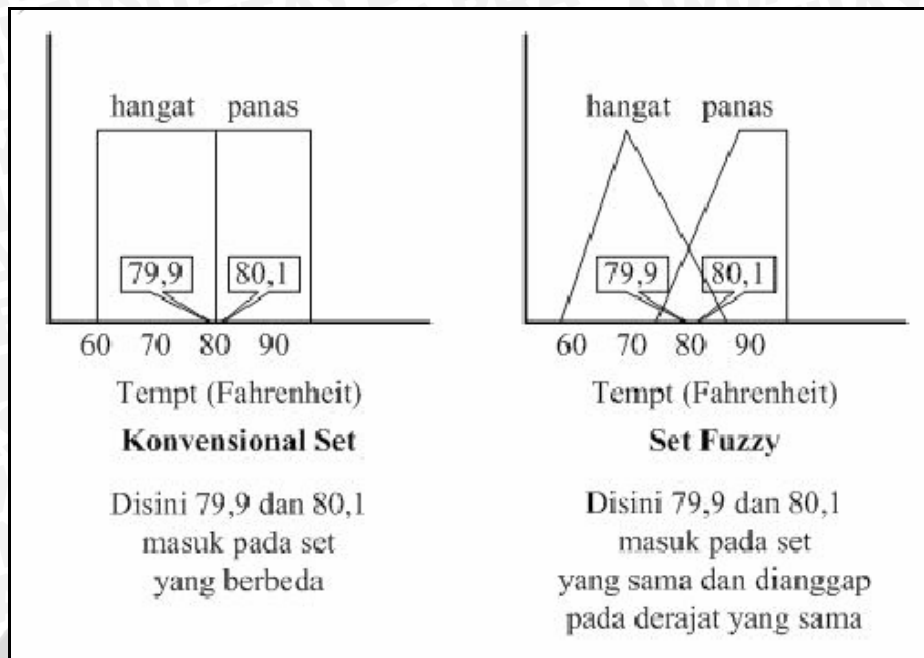 hangat panas
79,9 80,1
60 70 80 90
Tempt (Fahrenheit)
Konvensional Set
Disini 79,9 dan 80,1
masuk pada set
yang berbeda
hangat panas
79,9 80,1
60 70 80 90
Tempt (Fahrenheit)
Set Fuzzy
Disini 79,9 dan 80,1
masuk pada set
yang sama dan dianggap
pada derajat yang sama